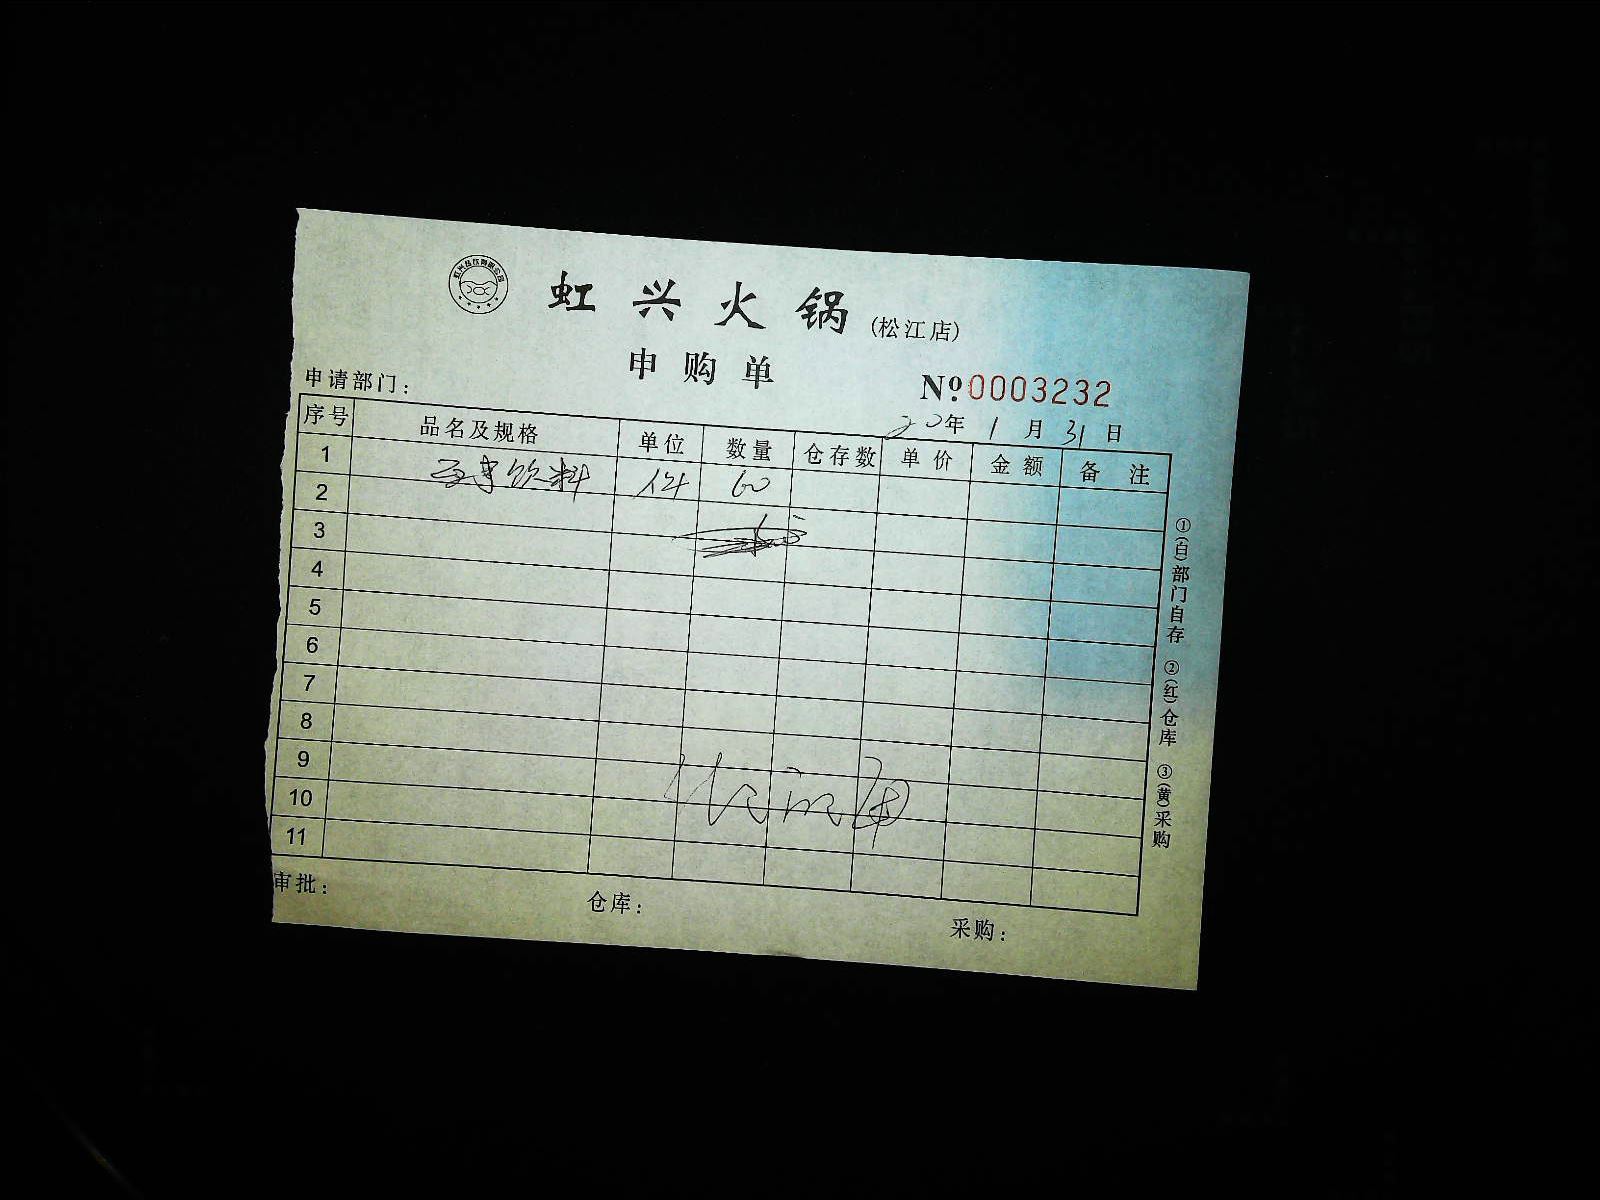 虹兴火锅 (松江店)
申购单
申请部门: №0003232
20年 1月 31日
序号 品名及规格 单位 数量 仓存数 单价 金额 备注
1 饮料 件 60
2
3
4
5
6
7
8
9
10
11
①(白)部门自存 ②(红)仓库 ③(黄)采购
审批: 仓库: 采购: